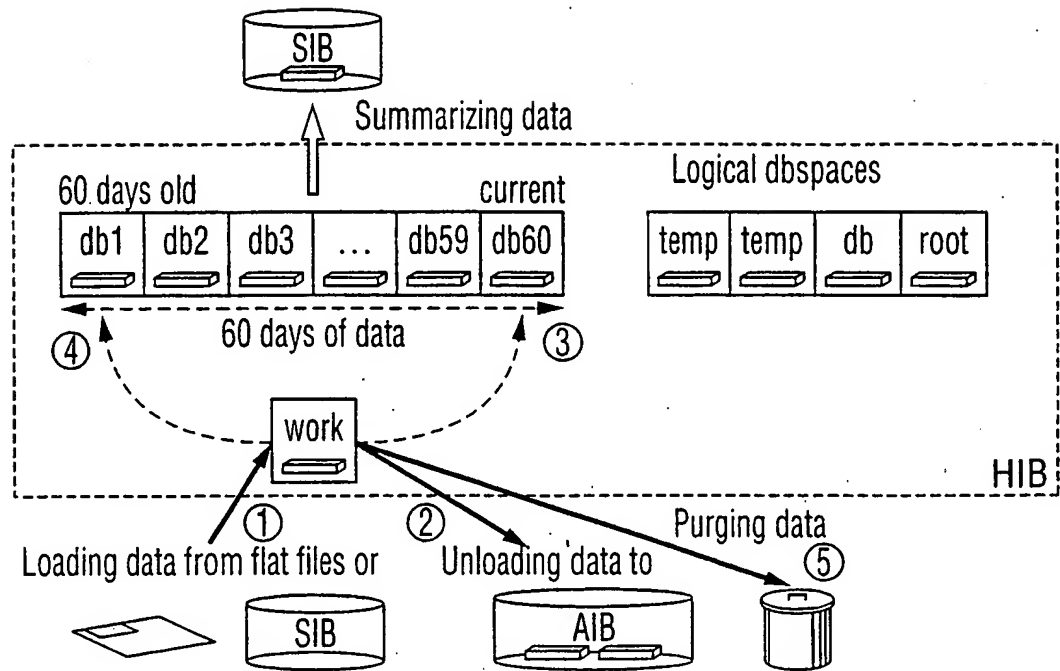 SIB
Summarizing data
60 days old
current
Logical dbspaces
db1 db2 db3 ... db59 db60
temp temp db root
④ 60 days of data ③
work
HIB
① ② Purging data
Loading data from flat files or Unloading data to ⑤
SIB AIB